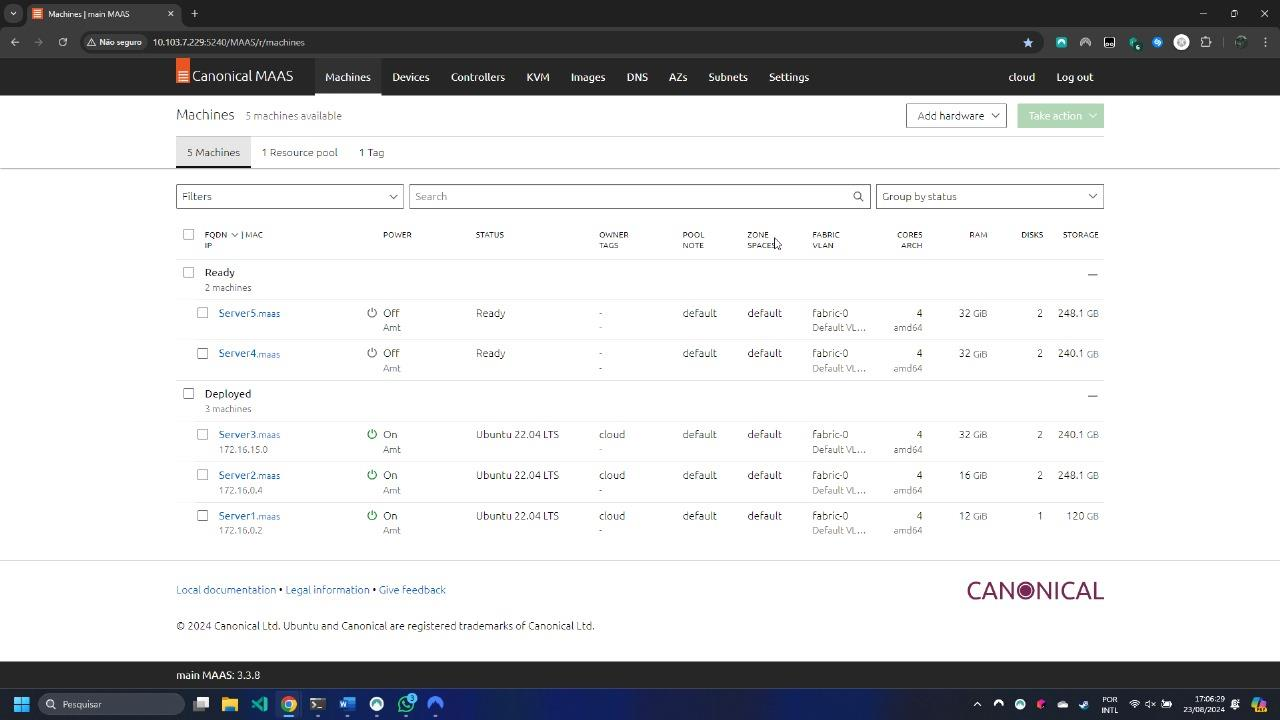 Machines | main MAAS
Não seguro 10.103.7.229:5240/MAAS/r/machines
Canonical MAAS Machines Devices Controllers KVM Images DNS AZs Subnets Settings cloud Log out
Machines 5 machines available Add hardware Take action
5 Machines 1 Resource pool 1 Tag
Filters Search Group by status
FQDN | MAC POWER STATUS OWNER POOL ZONE FABRIC CORES RAM DISKS STORAGE
IP TAGS NOTE SPACES VLAN ARCH
Ready
2 machines
Server5.maas Off Ready - default default fabric-0 4 32 GiB 2 248.1 GB
Amt - Default VL... amd64
Server4.maas Off Ready - default default fabric-0 4 32 GiB 2 240.1 GB
Amt - Default VL... amd64
Deployed
3 machines
Server3.maas On Ubuntu 22.04 LTS cloud default default fabric-0 4 32 GiB 2 240.1 GB
172.16.15.0 Amt - Default VL... amd64
Server2.maas On Ubuntu 22.04 LTS cloud default default fabric-0 4 16 GiB 2 248.1 GB
172.16.0.4 Amt - Default VL... amd64
Server1.maas On Ubuntu 22.04 LTS cloud default default fabric-0 4 12 GiB 1 120 GB
172.16.0.2 Amt - Default VL... amd64
Local documentation • Legal information • Give feedback CANONICAL
© 2024 Canonical Ltd. Ubuntu and Canonical are registered trademarks of Canonical Ltd.
main MAAS: 3.3.8
Pesquisar 3 POR 17:06:29
INTL 23/08/2024